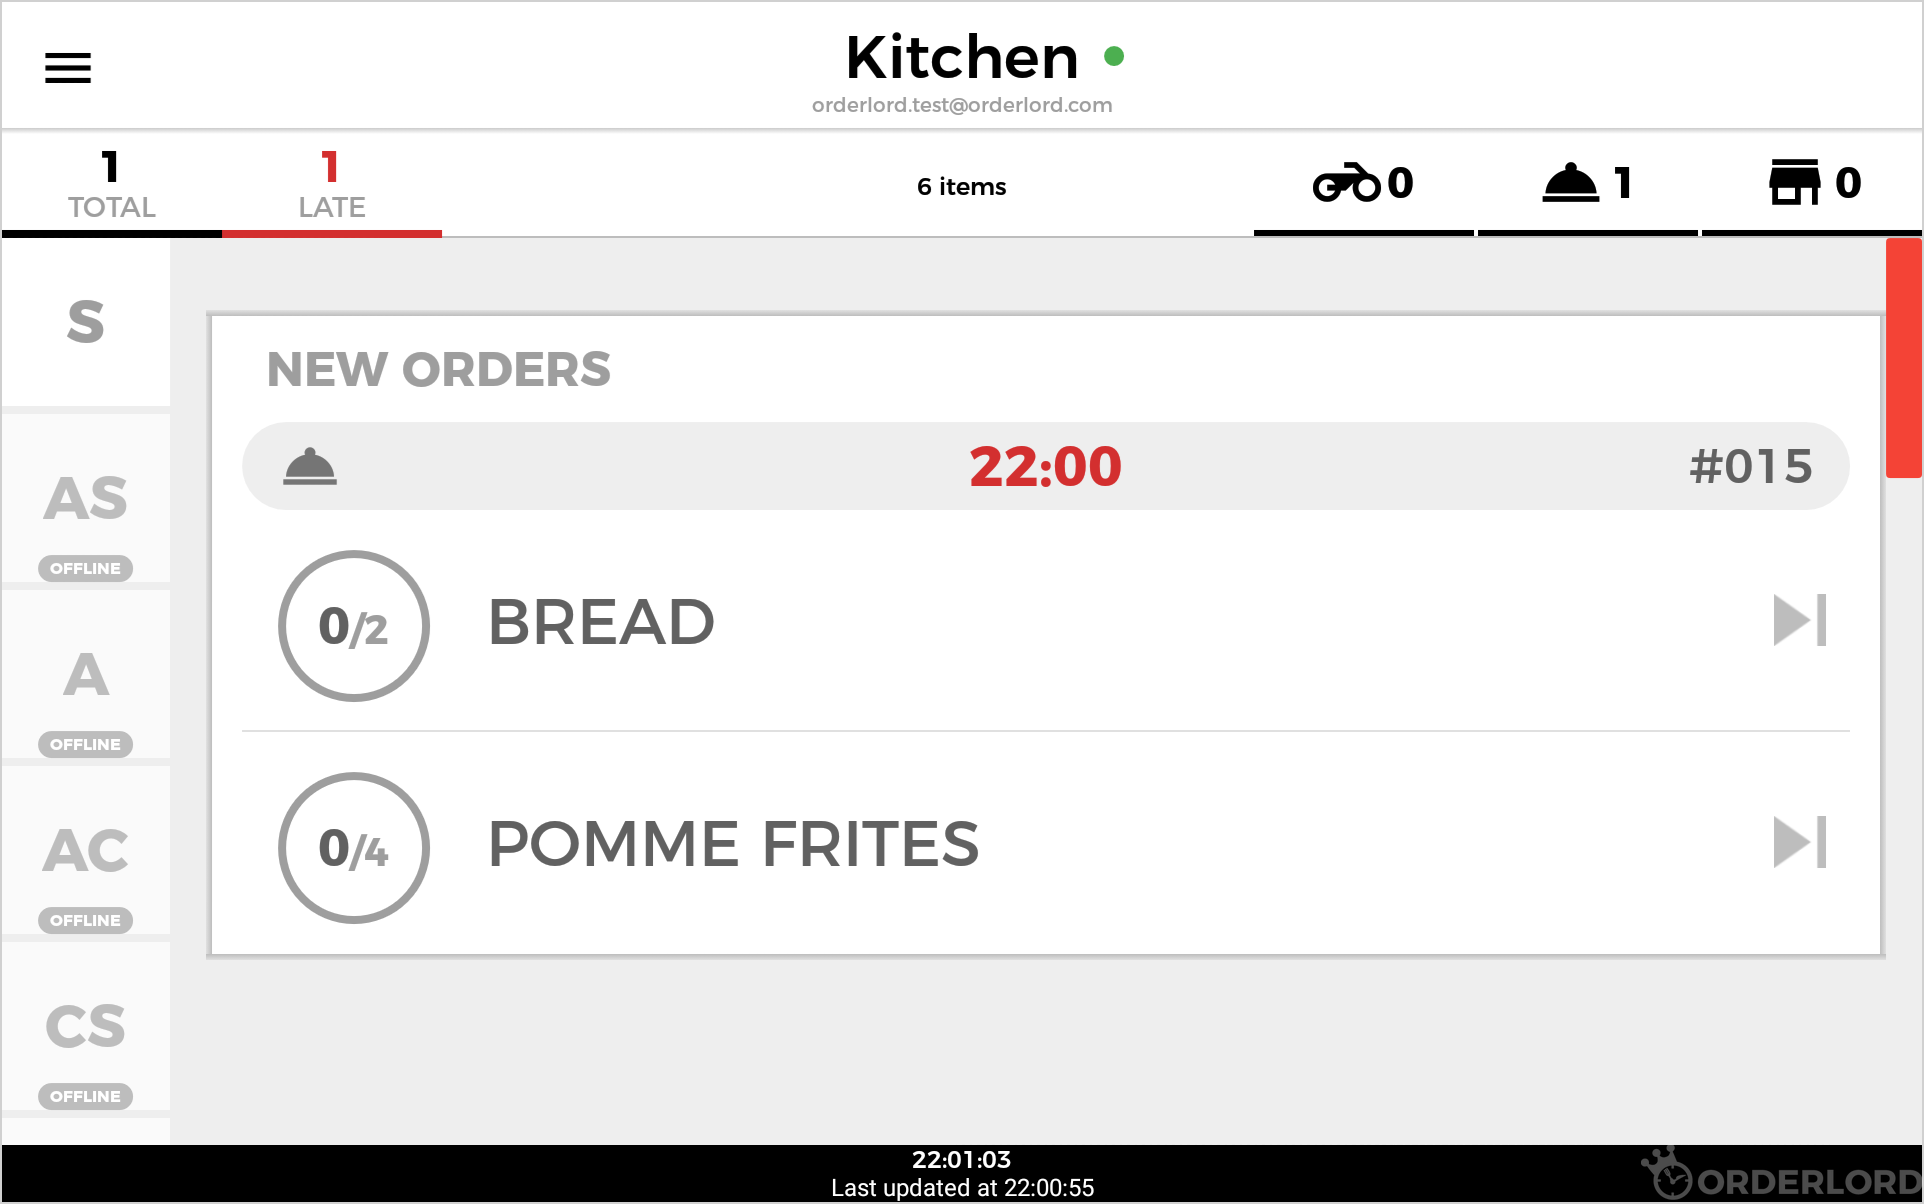 Kitchen
orderlord.test@orderlord.com
1
TOTAL
1
LATE
6 items
0
1
0
S
AS
OFFLINE
A
OFFLINE
AC
OFFLINE
CS
OFFLINE
NEW ORDERS
22:00
#015
0/2
BREAD
0/4
POMME FRITES
22:01:03
Last updated at 22:00:55
ORDERLORD